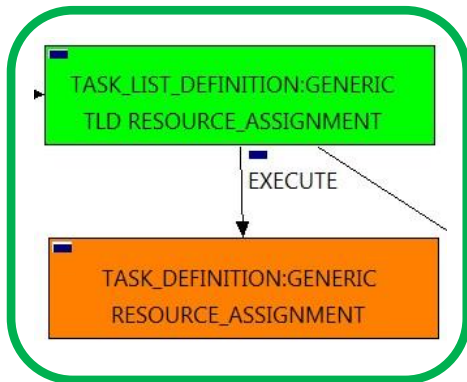 TASK_LIST_DEFINITION:GENERIC
TLD RESOURCE_ASSIGNMENT
EXECUTE
TASK_DEFINITION:GENERIC
RESOURCE_ASSIGNMENT